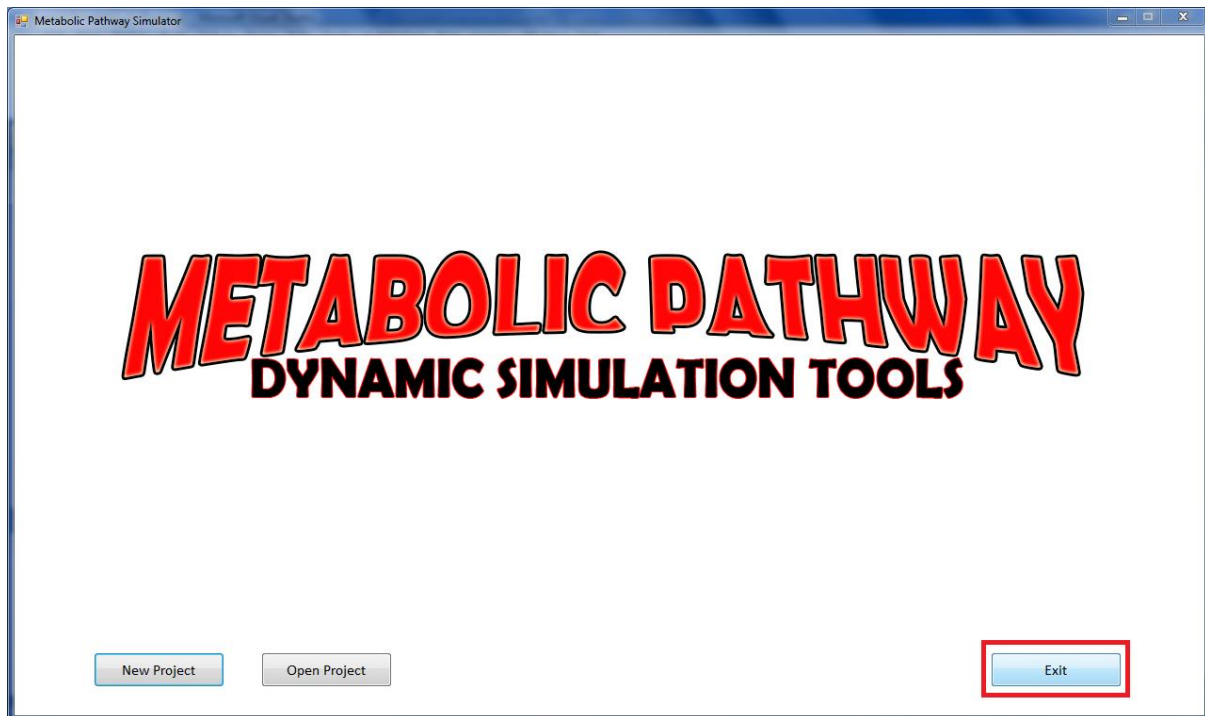 Metabolic Pathway Simulator
METABOLIC PATHWAY
DYNAMIC SIMULATION TOOLS
New Project
Open Project
Exit